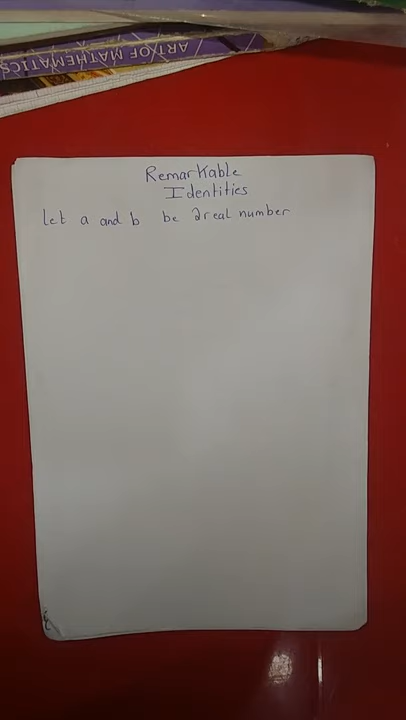 ART OF MATHEMATICS
Remarkable
Identities
let a and b be 2 real number